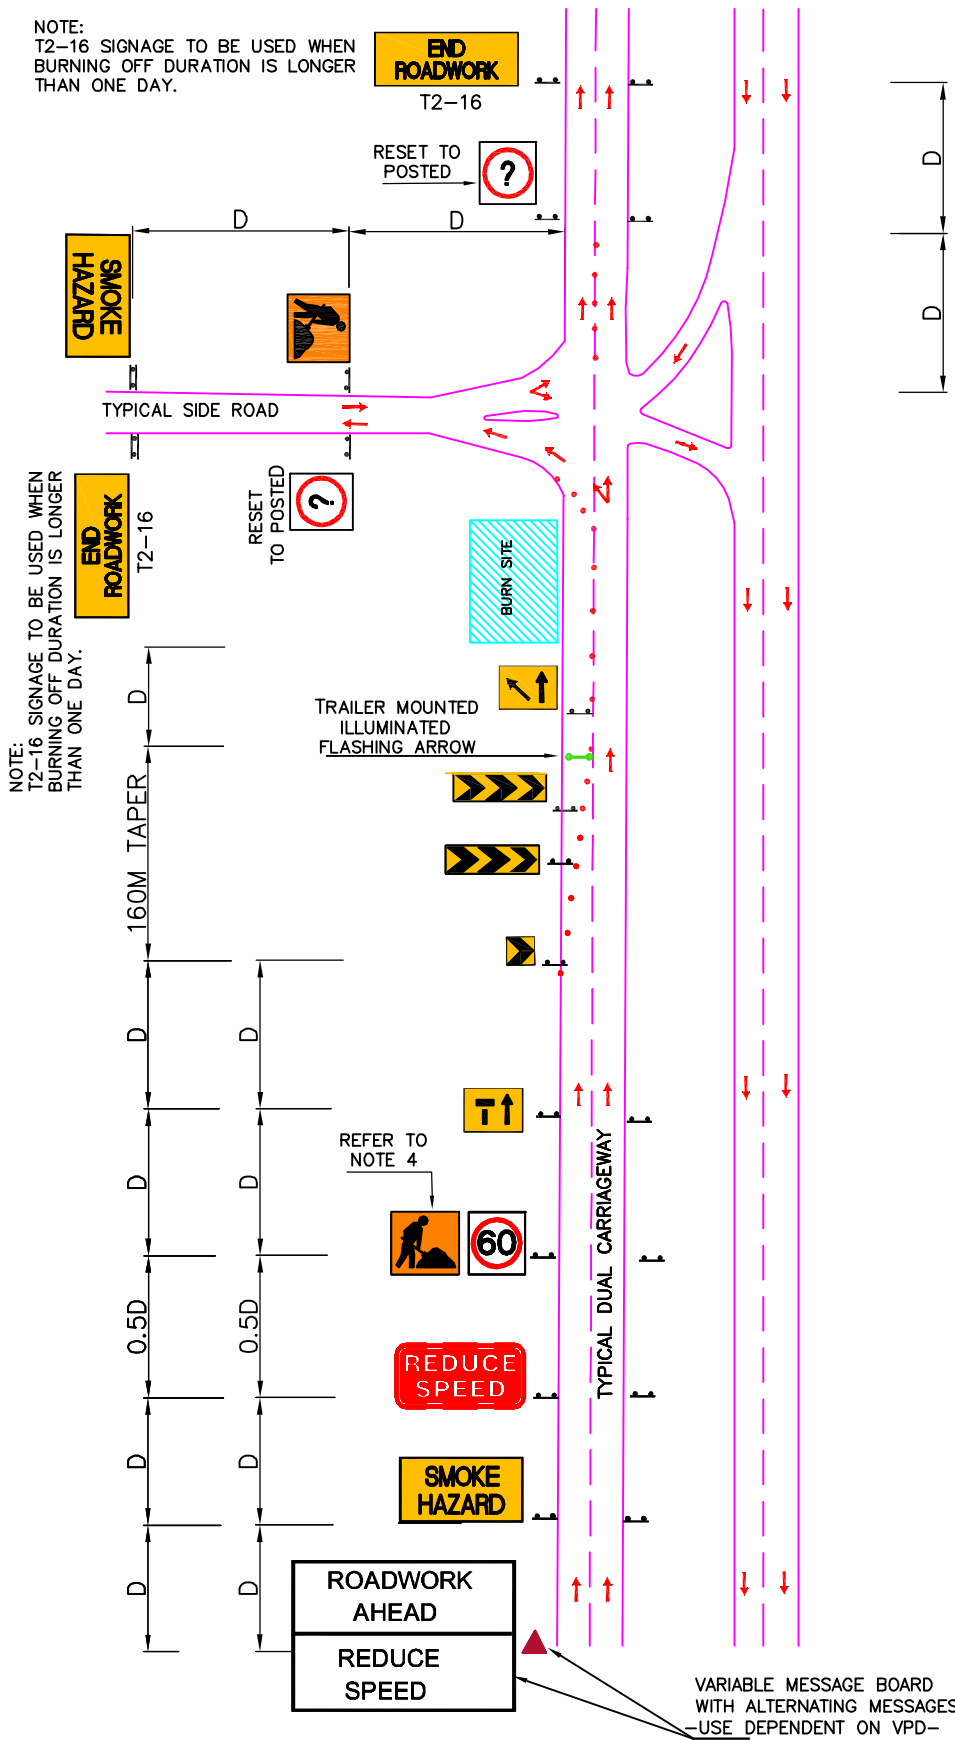 NOTE:
T2-16 SIGNAGE TO BE USED WHEN
BURNING OFF DURATION IS LONGER
THAN ONE DAY.
END
ROADWORK
T2-16
RESET TO
POSTED
?
D
D
D
D
SMOKE
HAZARD
TYPICAL SIDE ROAD
END
ROADWORK
T2-16
RESET
TO POSTED
?
NOTE:
T2-16 SIGNAGE TO BE USED WHEN
BURNING OFF DURATION IS LONGER
THAN ONE DAY.
BURN SITE
D
TRAILER MOUNTED
ILLUMINATED
FLASHING ARROW
160M TAPER
D
D
REFER TO
NOTE 4
D
D
60
TYPICAL DUAL CARRIAGEWAY
0.5D
0.5D
REDUCE
SPEED
D
D
SMOKE
HAZARD
D
D
ROADWORK
AHEAD
REDUCE
SPEED
VARIABLE MESSAGE BOARD
WITH ALTERNATING MESSAGES
-USE DEPENDENT ON VPD-